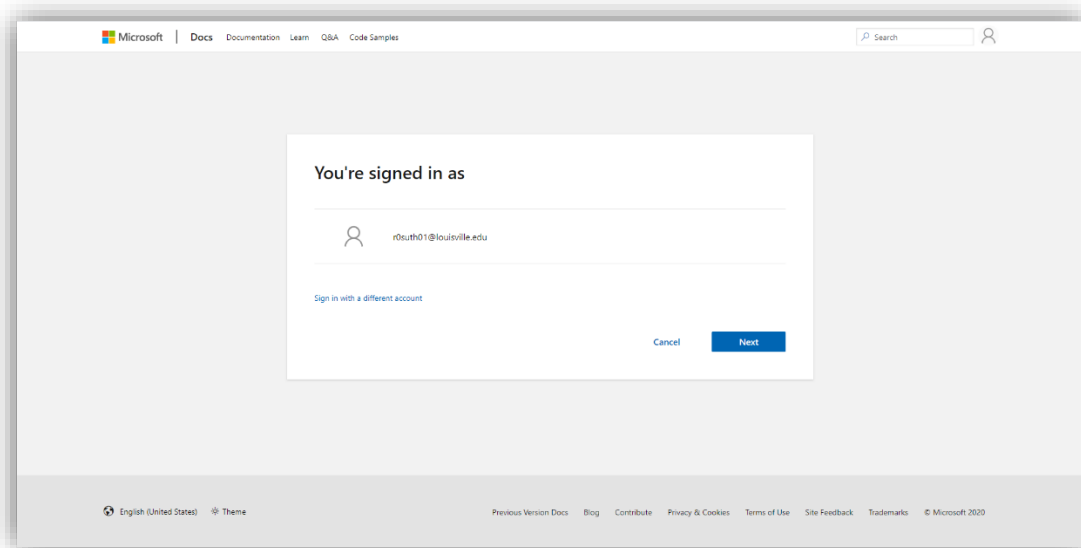 Microsoft Docs Documentation Learn Q&A Code Samples Search
You're signed in as
r0suth01@louisville.edu
Sign in with a different account
Cancel Next
English (United States) Theme Previous Version Docs Blog Contribute Privacy & Cookies Terms of Use Site Feedback Trademarks © Microsoft 2020